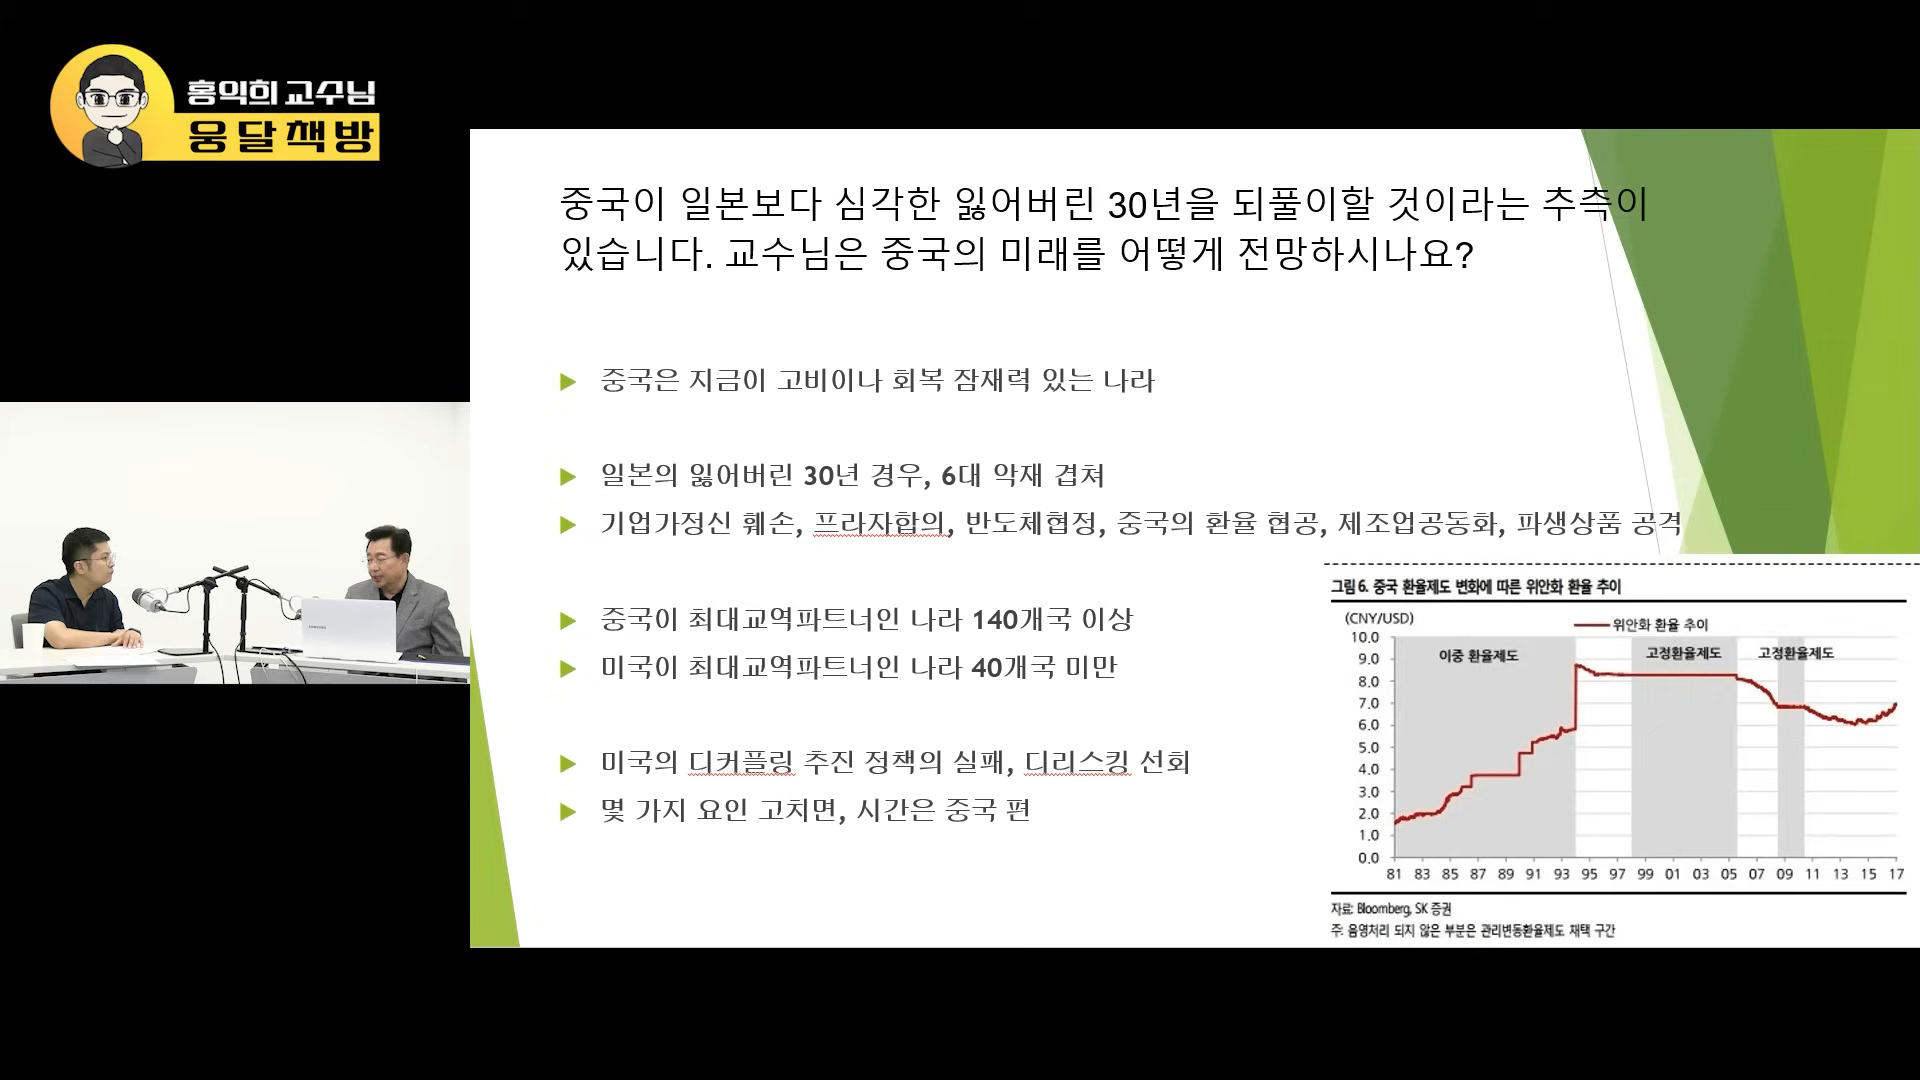 홍익희 교수님
웅달책방
중국이 일본보다 심각한 잃어버린 30년을 되풀이할 것이라는 추측이
있습니다. 교수님은 중국의 미래를 어떻게 전망하시나요?
중국은 지금이 고비이나 회복 잠재력 있는 나라
일본의 잃어버린 30년 경우, 6대 악재 겹쳐
기업가정신 훼손, 프라자합의, 반도체협정, 중국의 환율 협공, 제조업공동화, 파생상품 공격
중국이 최대교역파트너인 나라 140개국 이상
미국이 최대교역파트너인 나라 40개국 미만
미국의 디커플링 추진 정책의 실패, 디리스킹 선회
몇 가지 요인 고치면, 시간은 중국 편
그림 6. 중국 환율제도 변화에 따른 위안화 환율 추이
(CNY/USD)
위안화 환율 추이
이중 환율제도 고정환율제도 고정환율제도
10.0
9.0
8.0
7.0
6.0
5.0
4.0
3.0
2.0
1.0
0.0
81 83 85 87 89 91 93 95 97 99 01 03 05 07 09 11 13 15 17
자료: Bloomberg, SK 증권
주: 음영처리 되지 않은 부분은 관리변동환율제도 채택 구간